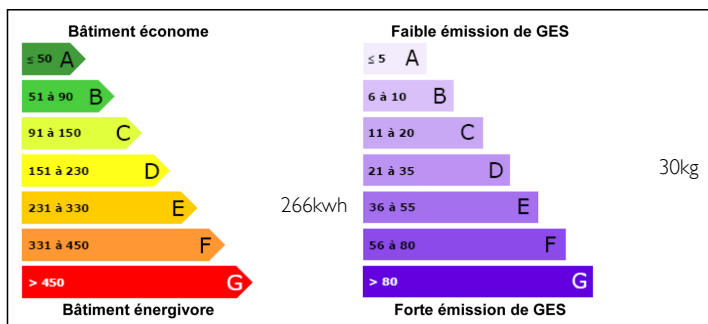 Bâtiment économe
≤ 50 A
51 à 90 B
91 à 150 C
151 à 230 D
231 à 330 E
266kwh
331 à 450 F
> 450 G
Bâtiment énergivore
Faible émission de GES
≤ 5 A
6 à 10 B
11 à 20 C
21 à 35 D
30kg
36 à 55 E
56 à 80 F
> 80 G
Forte émission de GES